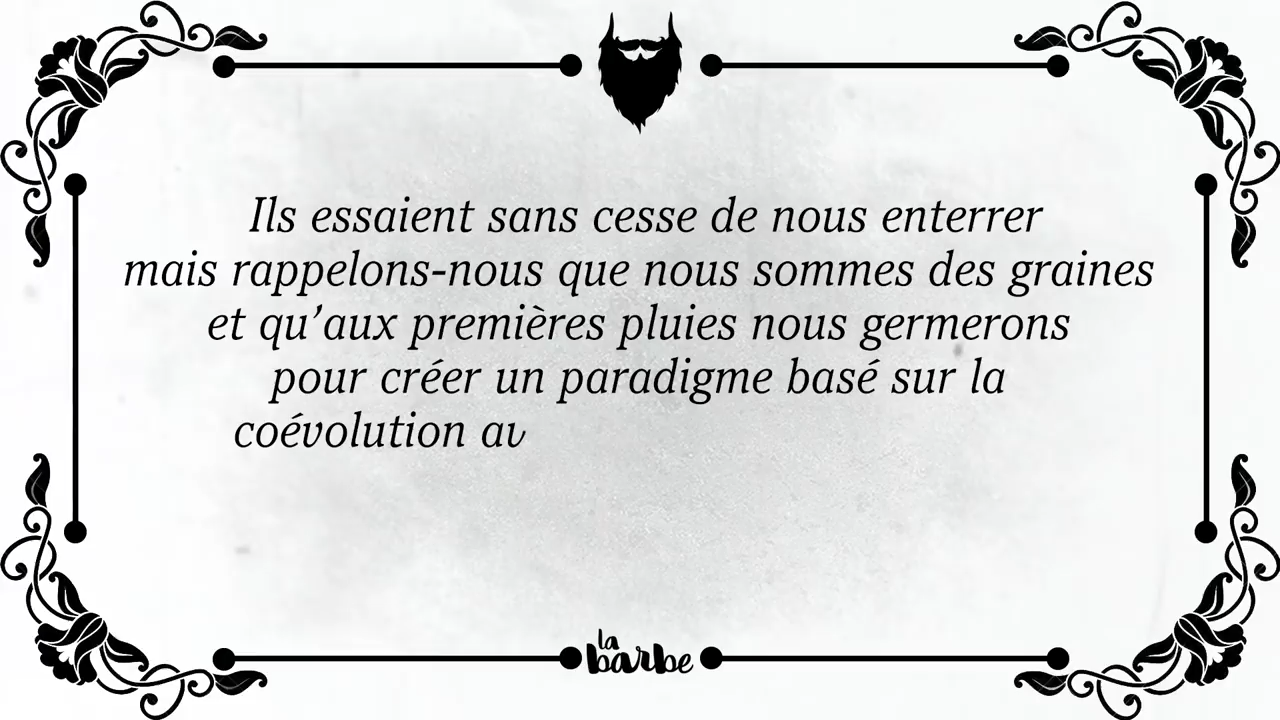 Ils essaient sans cesse de nous enterrer
mais rappelons-nous que nous sommes des graines
et qu’aux premières pluies nous germerons
pour créer un paradigme basé sur la
coévolution av
la
barbe